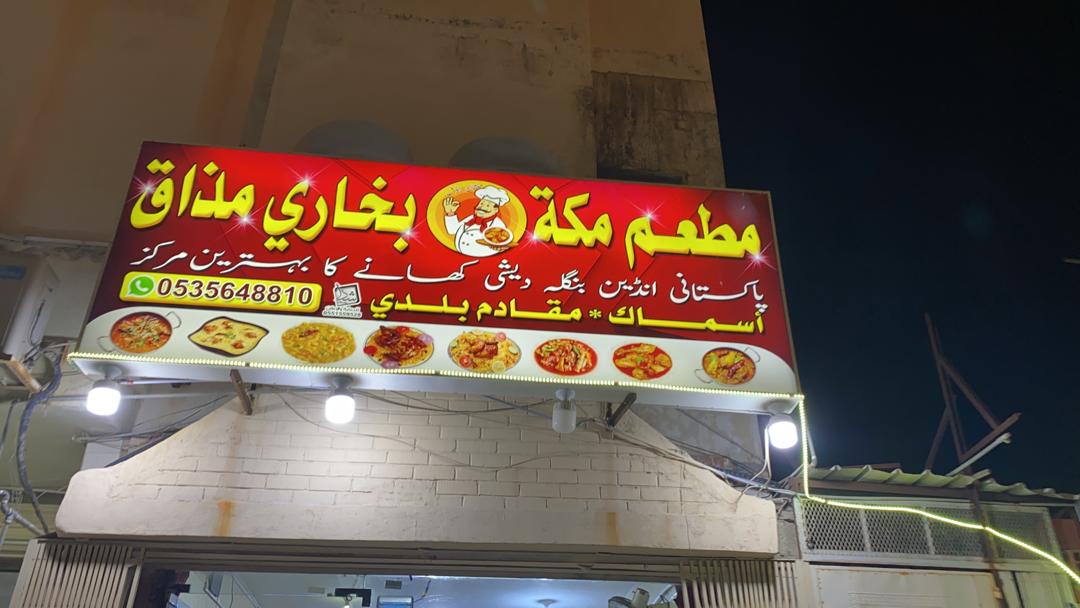 مطعم مكة بخاري مذاق
پاکستانی انڈین بنگلہ دیشی کھانے کا بہترین مرکز
أسماك * مقادم بلدي
0535648810